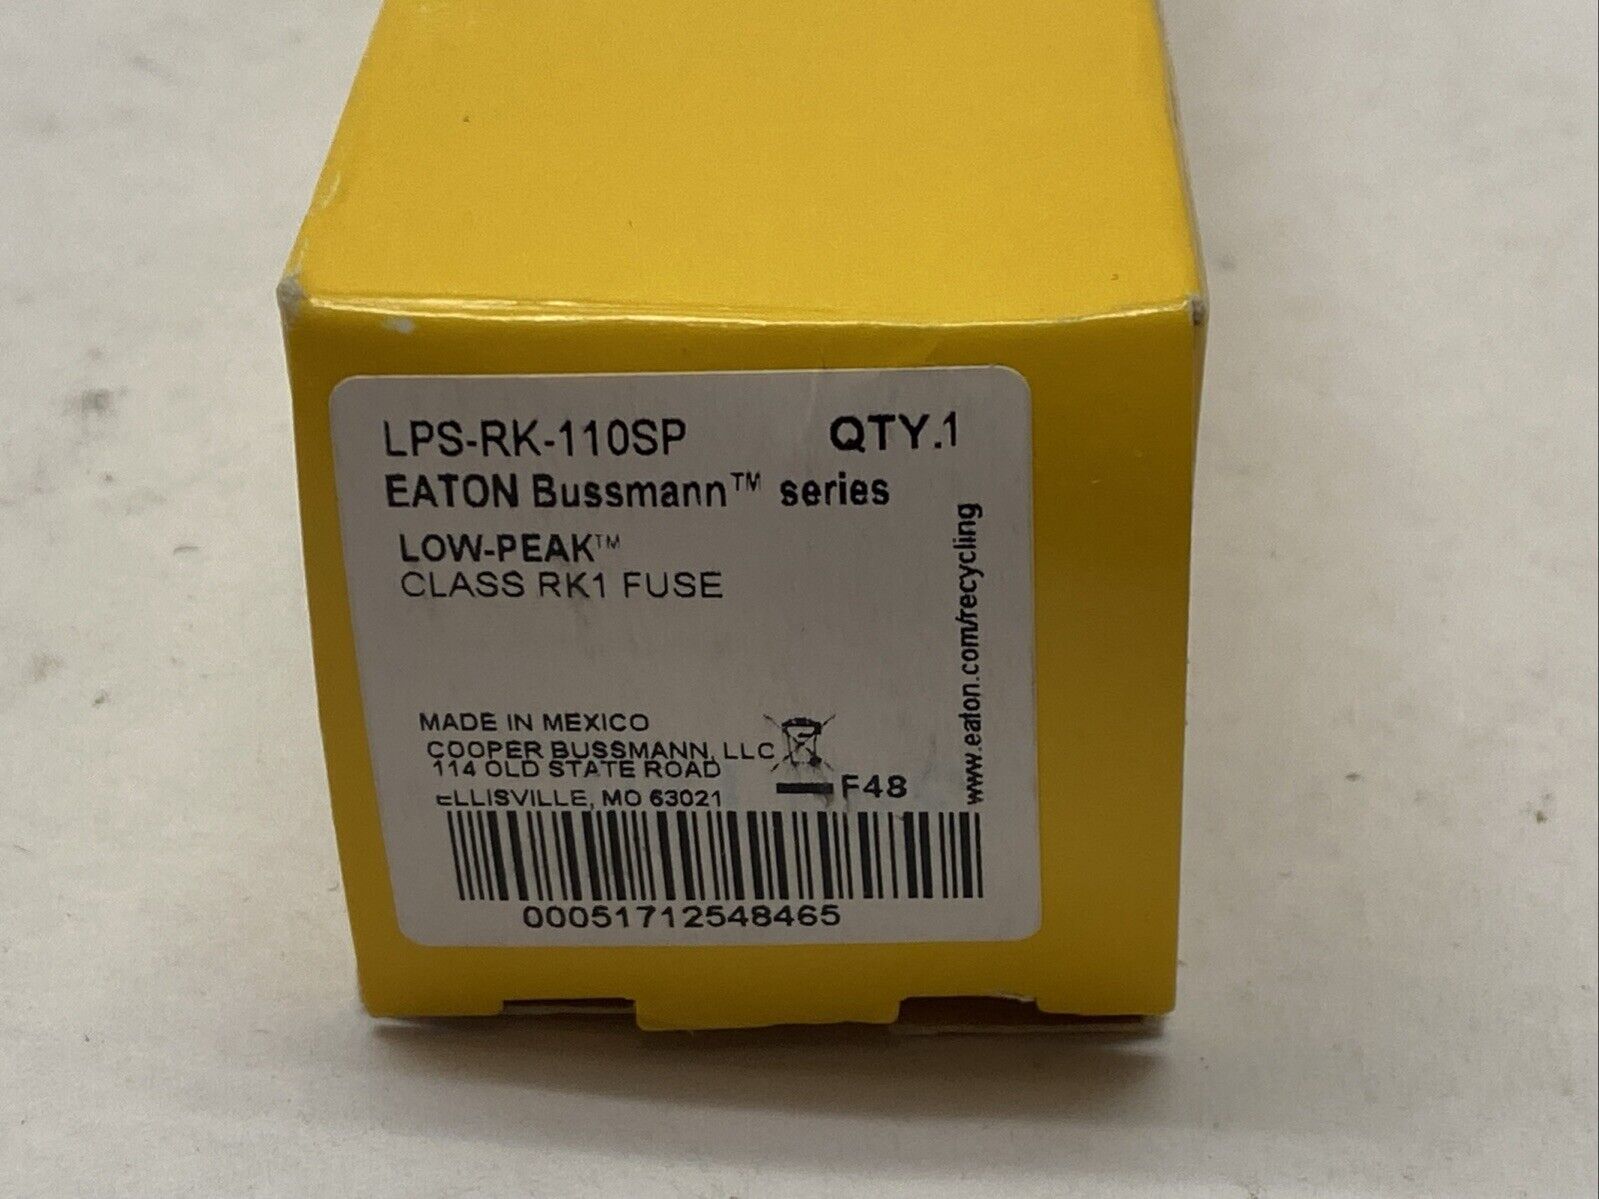 LPS-RK-110SP QTY.1
EATON Bussmann™ series
LOW-PEAK™
CLASS RK1 FUSE
www.eaton.com/recycling
MADE IN MEXICO
COOPER BUSSMANN, LLC
114 OLD STATE ROAD
F48
ELLISVILLE, MO 63021
00051712548465